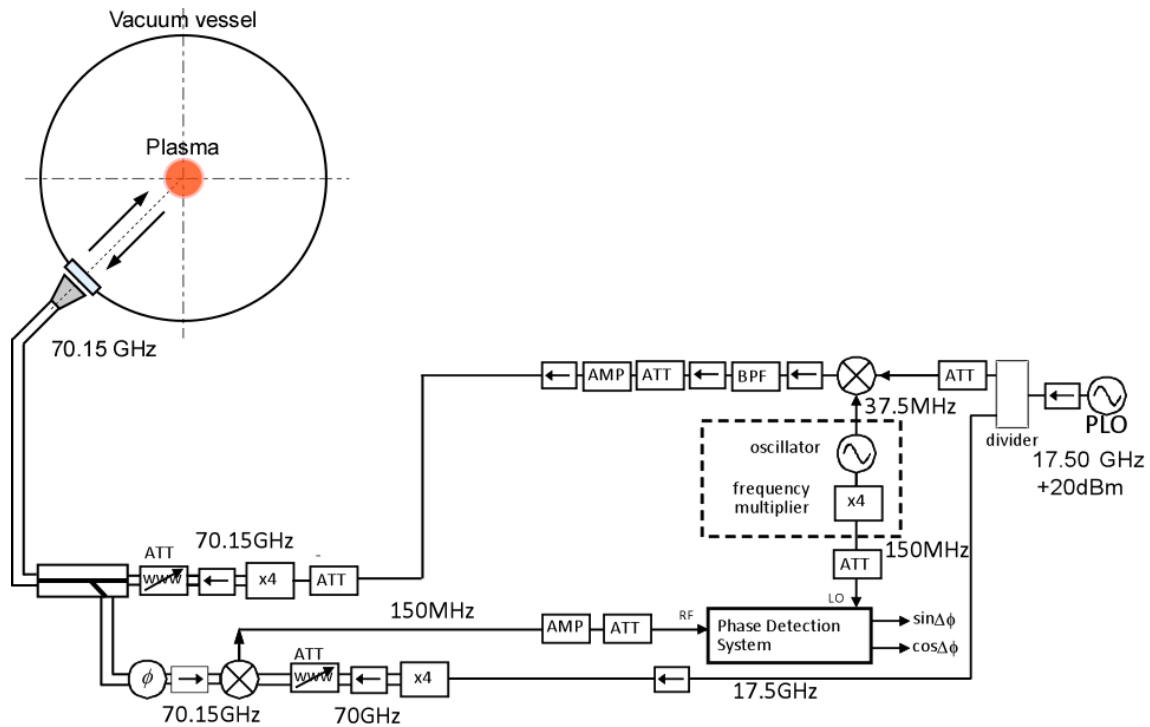 Vacuum vessel
Plasma
70.15 GHz
AMP
ATT
BPF
ATT
37.5MHz
divider
PLO
17.50 GHz
+20dBm
oscillator
frequency
multiplier
x4
150MHz
ATT
LO
ATT
www
70.15GHz
x4
-
ATT
150MHz
AMP
ATT
RF
Phase Detection
System
sinΔϕ
cosΔϕ
ϕ
ATT
www
x4
70.15GHz
70GHz
17.5GHz